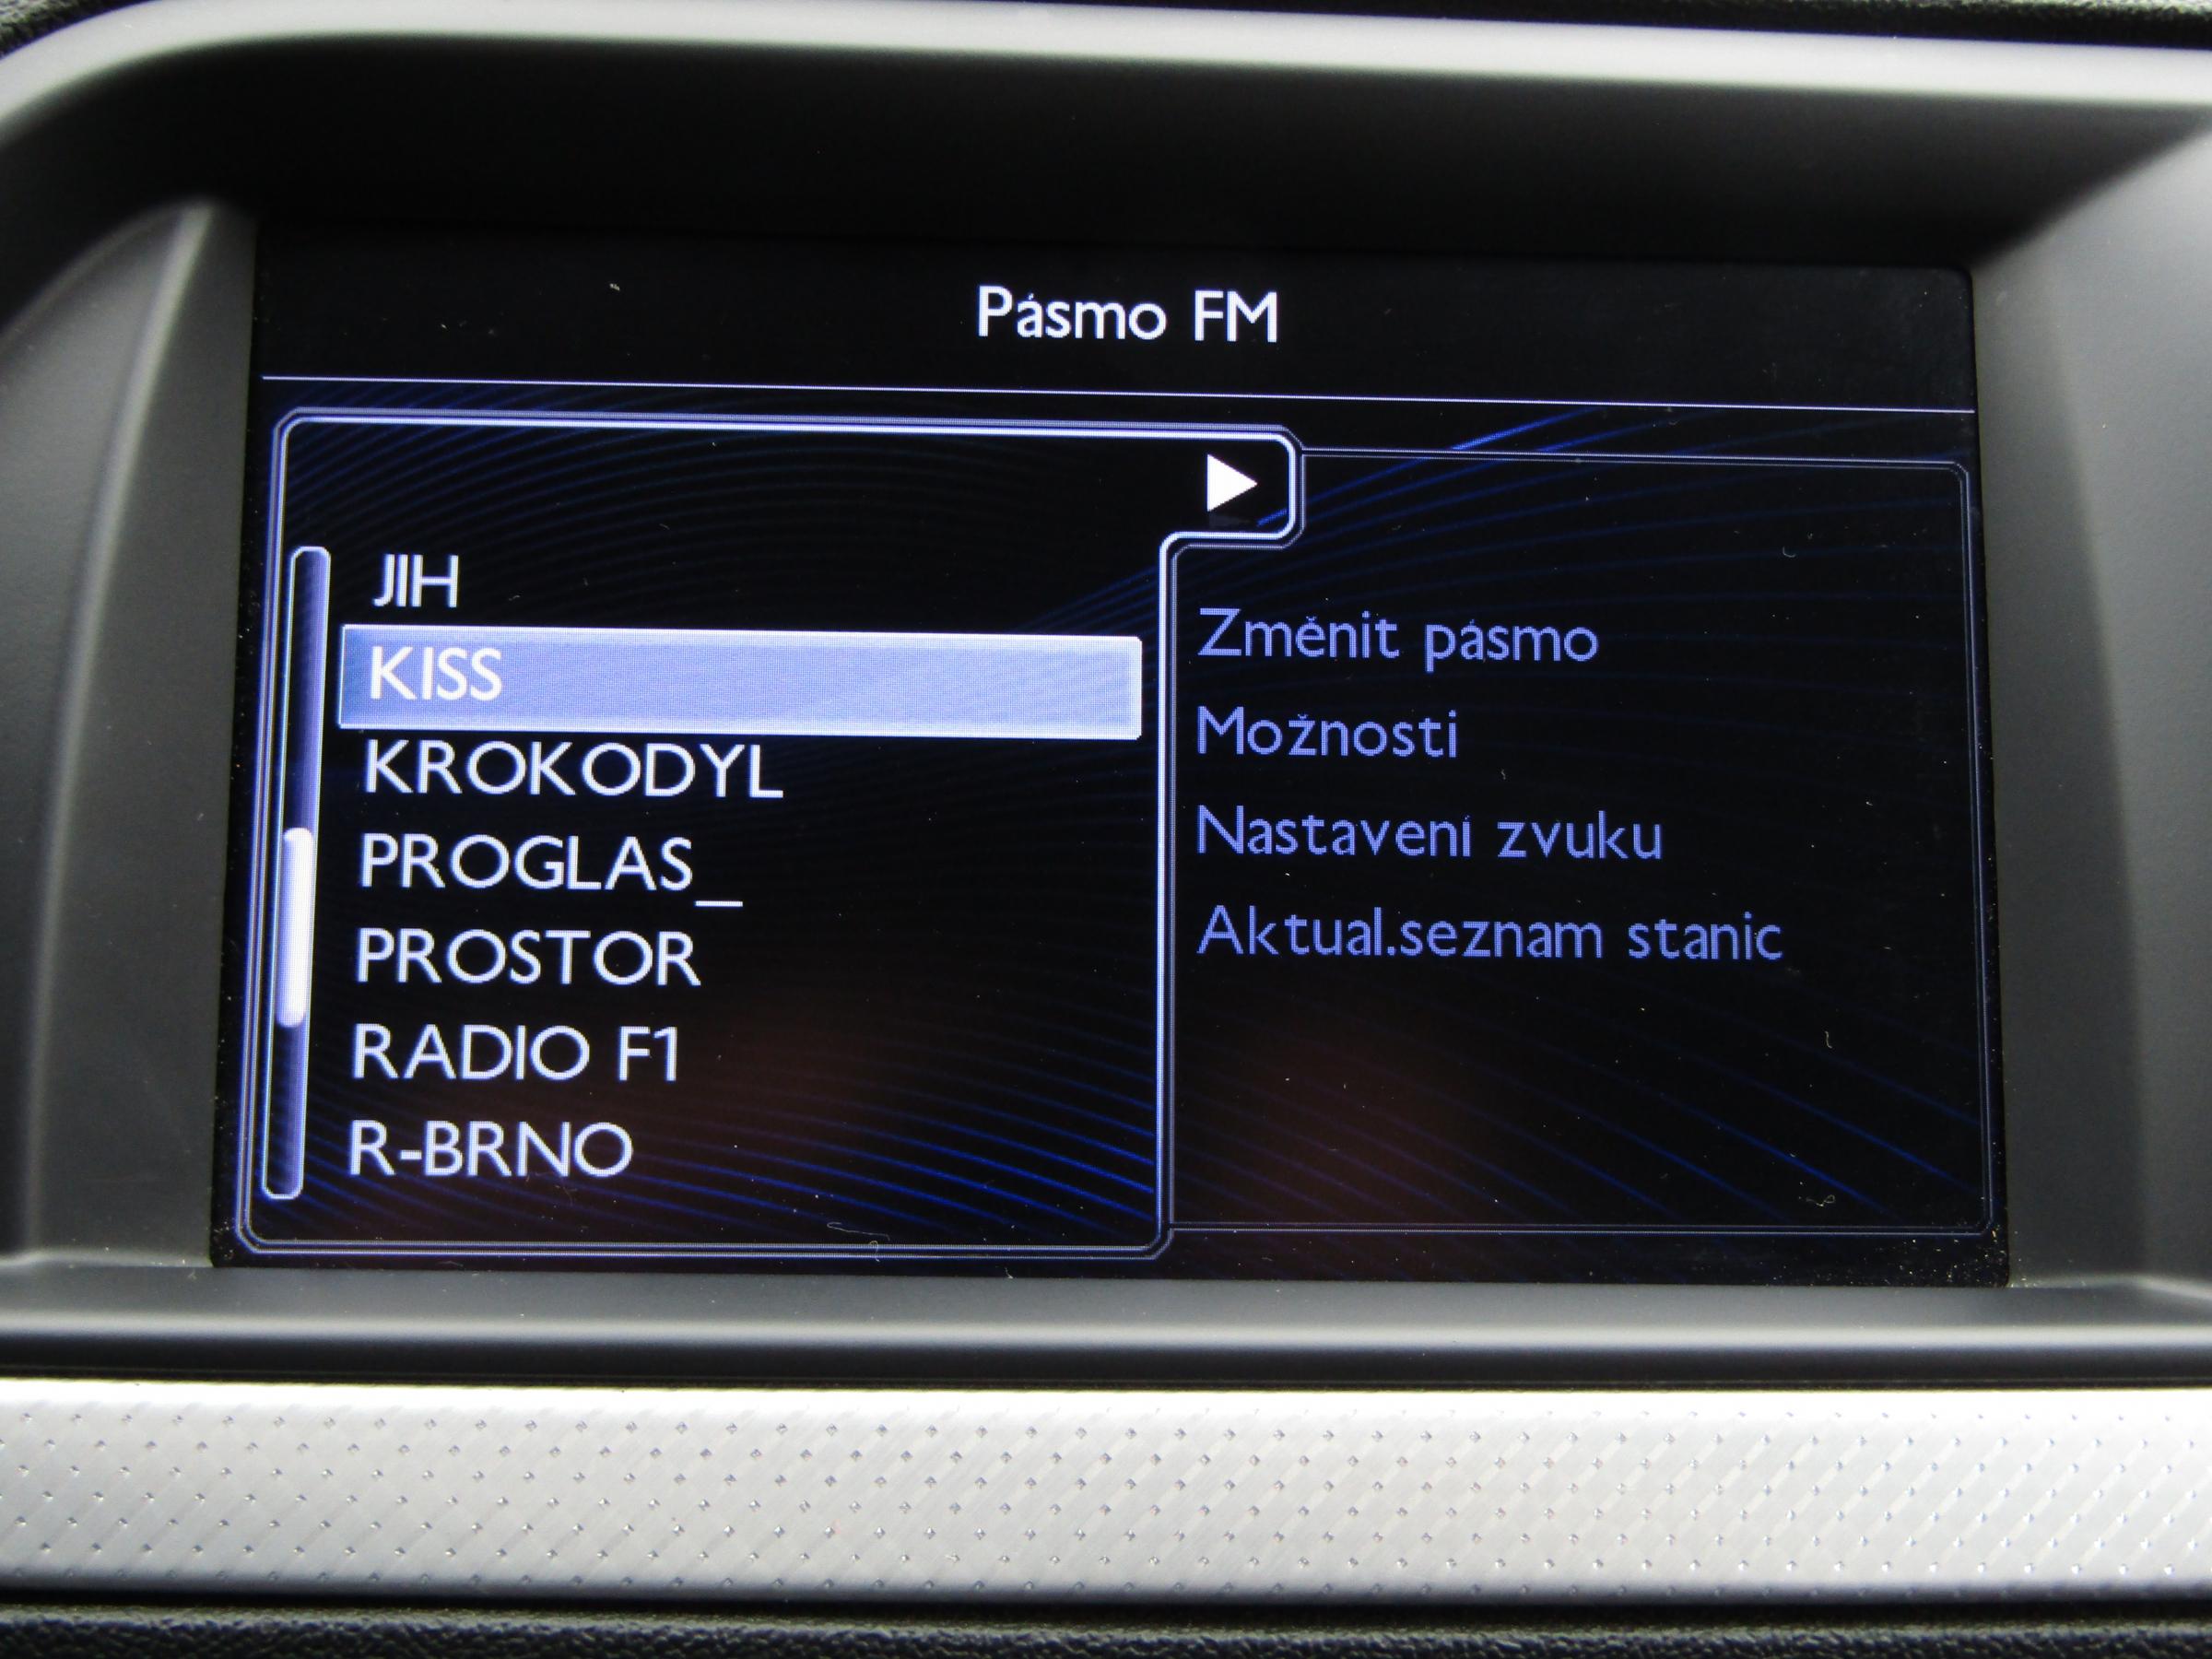 Pásmo FM
JIH
KISS
KROKODYL
PROGLAS_
PROSTOR
RADIO F1
R-BRNO
Změnit pásmo
Možnosti
Nastavení zvuku
Aktual.seznam stanic